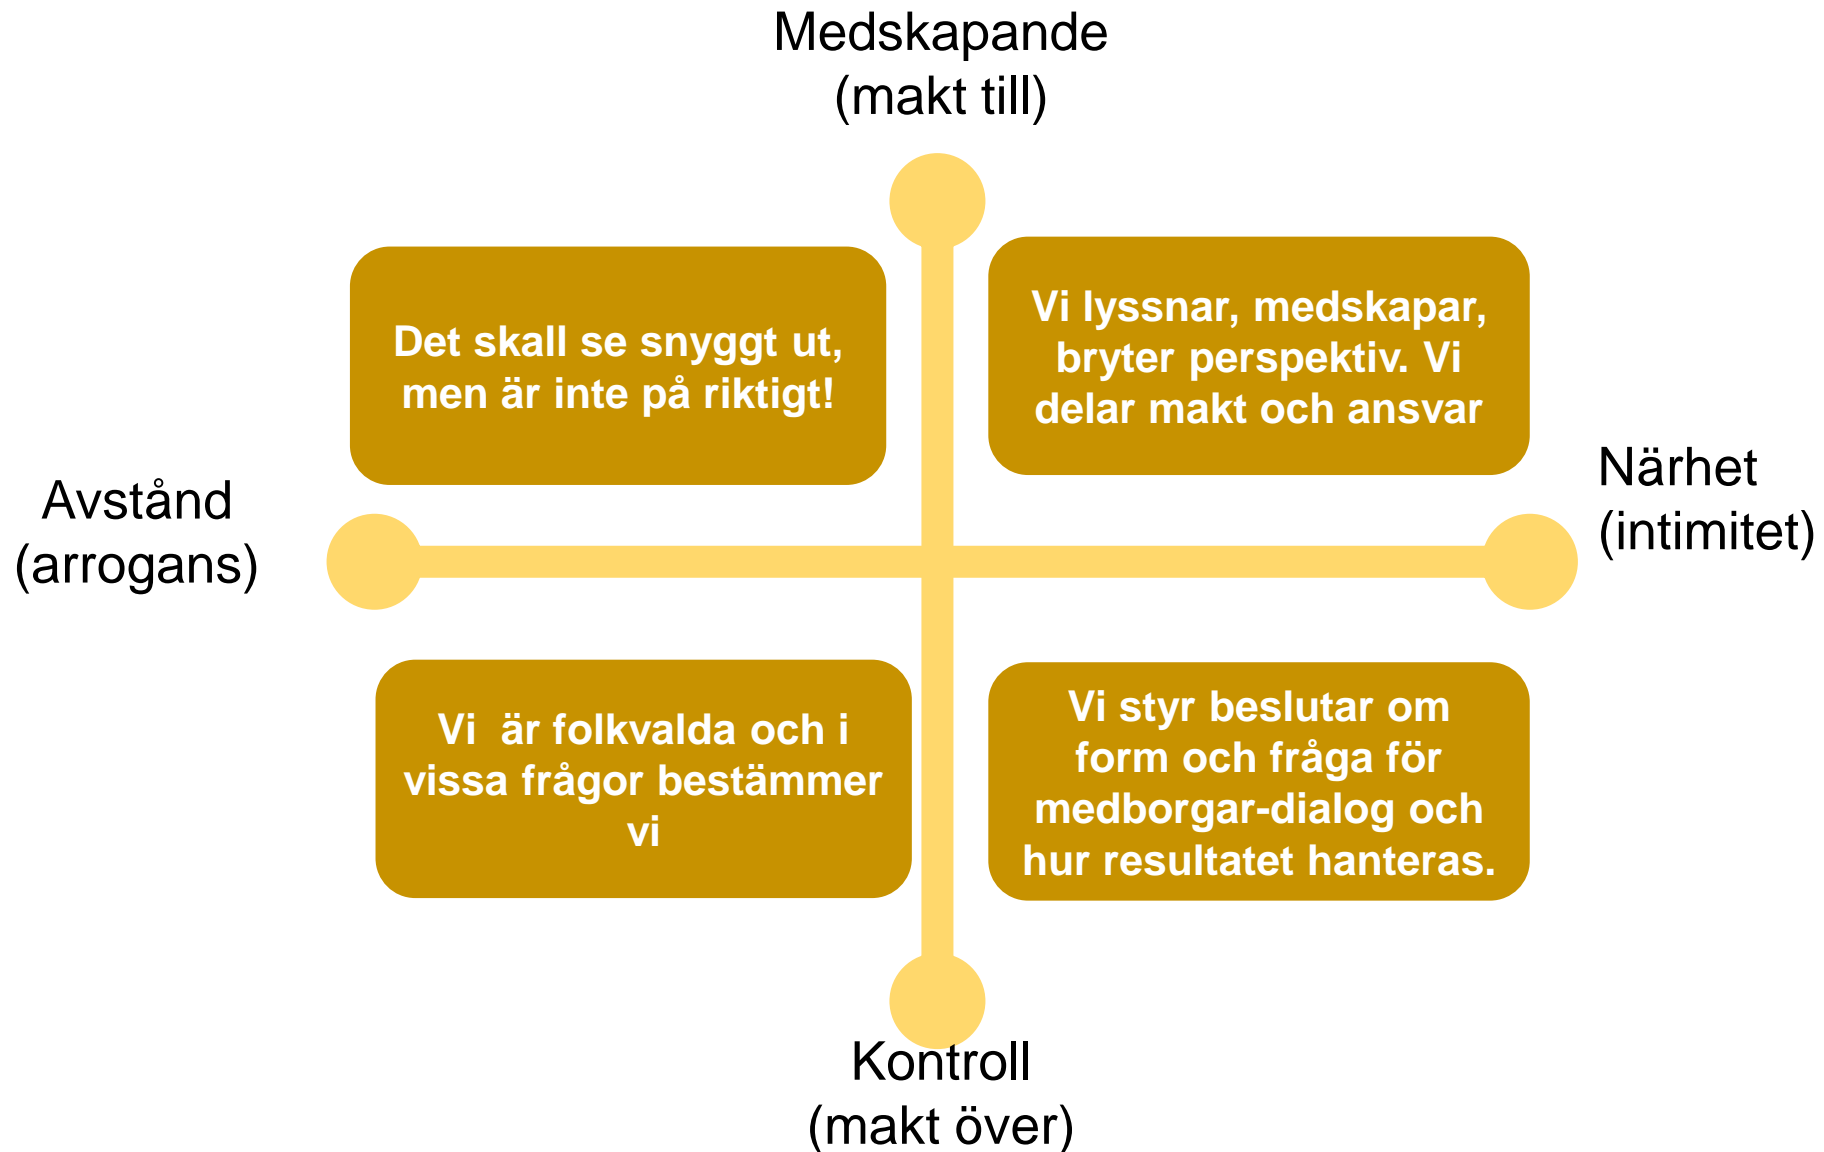 Medskapande
(makt till)
Det skall se snyggt ut,
men är inte på riktigt!
Vi lyssnar, medskapar,
bryter perspektiv. Vi
delar makt och ansvar
Avstånd
(arrogans)
Närhet
(intimitet)
Vi  är folkvalda och i
vissa frågor bestämmer
vi
Vi styr beslutar om
form och fråga för
medborgar-dialog och
hur resultatet hanteras.
Kontroll
(makt över)